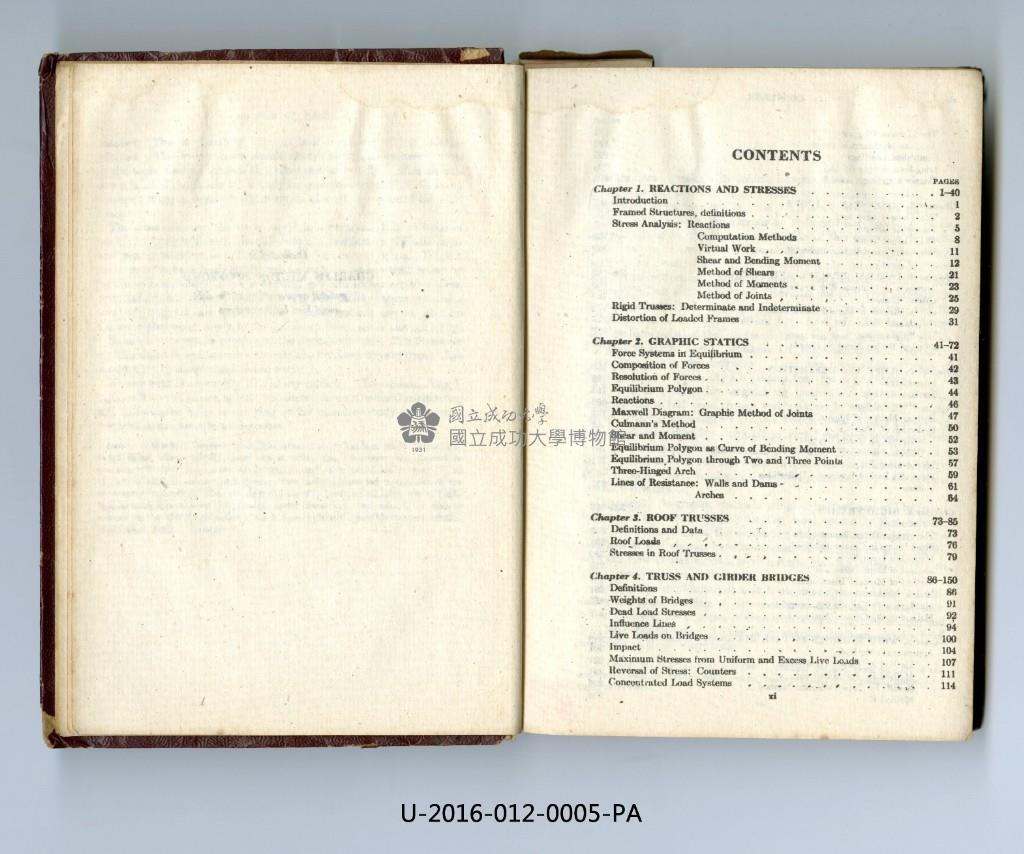 CONTENTS
PAGES
Chapter 1. REACTIONS AND STRESSES 1–40
Introduction 1
Framed Structures, definitions 2
Stress Analysis: Reactions 5
Computation Methods 8
Virtual Work 11
Shear and Bending Moment 12
Method of Shears 21
Method of Moments 23
Method of Joints 25
Rigid Trusses: Determinate and Indeterminate 29
Distortion of Loaded Frames 31
Chapter 2. GRAPHIC STATICS 41–72
Force Systems in Equilibrium 41
Composition of Forces 42
Resolution of Forces 43
Equilibrium Polygon 44
Reactions 46
Maxwell Diagram: Graphic Method of Joints 47
Culmann's Method 50
Shear and Moment 52
Equilibrium Polygon as Curve of Bending Moment 53
Equilibrium Polygon through Two and Three Points 57
Three-Hinged Arch 59
Lines of Resistance: Walls and Dams 61
Arches 64
Chapter 3. ROOF TRUSSES 73–85
Definitions and Data 73
Roof Loads 76
Stresses in Roof Trusses 79
Chapter 4. TRUSS AND GIRDER BRIDGES 86–150
Definitions 86
Weights of Bridges 91
Dead Load Stresses 92
Influence Lines 94
Live Loads on Bridges 100
Impact 104
Maximum Stresses from Uniform and Excess Live Loads 107
Reversal of Stress: Counters 111
Concentrated Load Systems 114
xi
國立成功大學
國立成功大學博物館
1931
U-2016-012-0005-PA